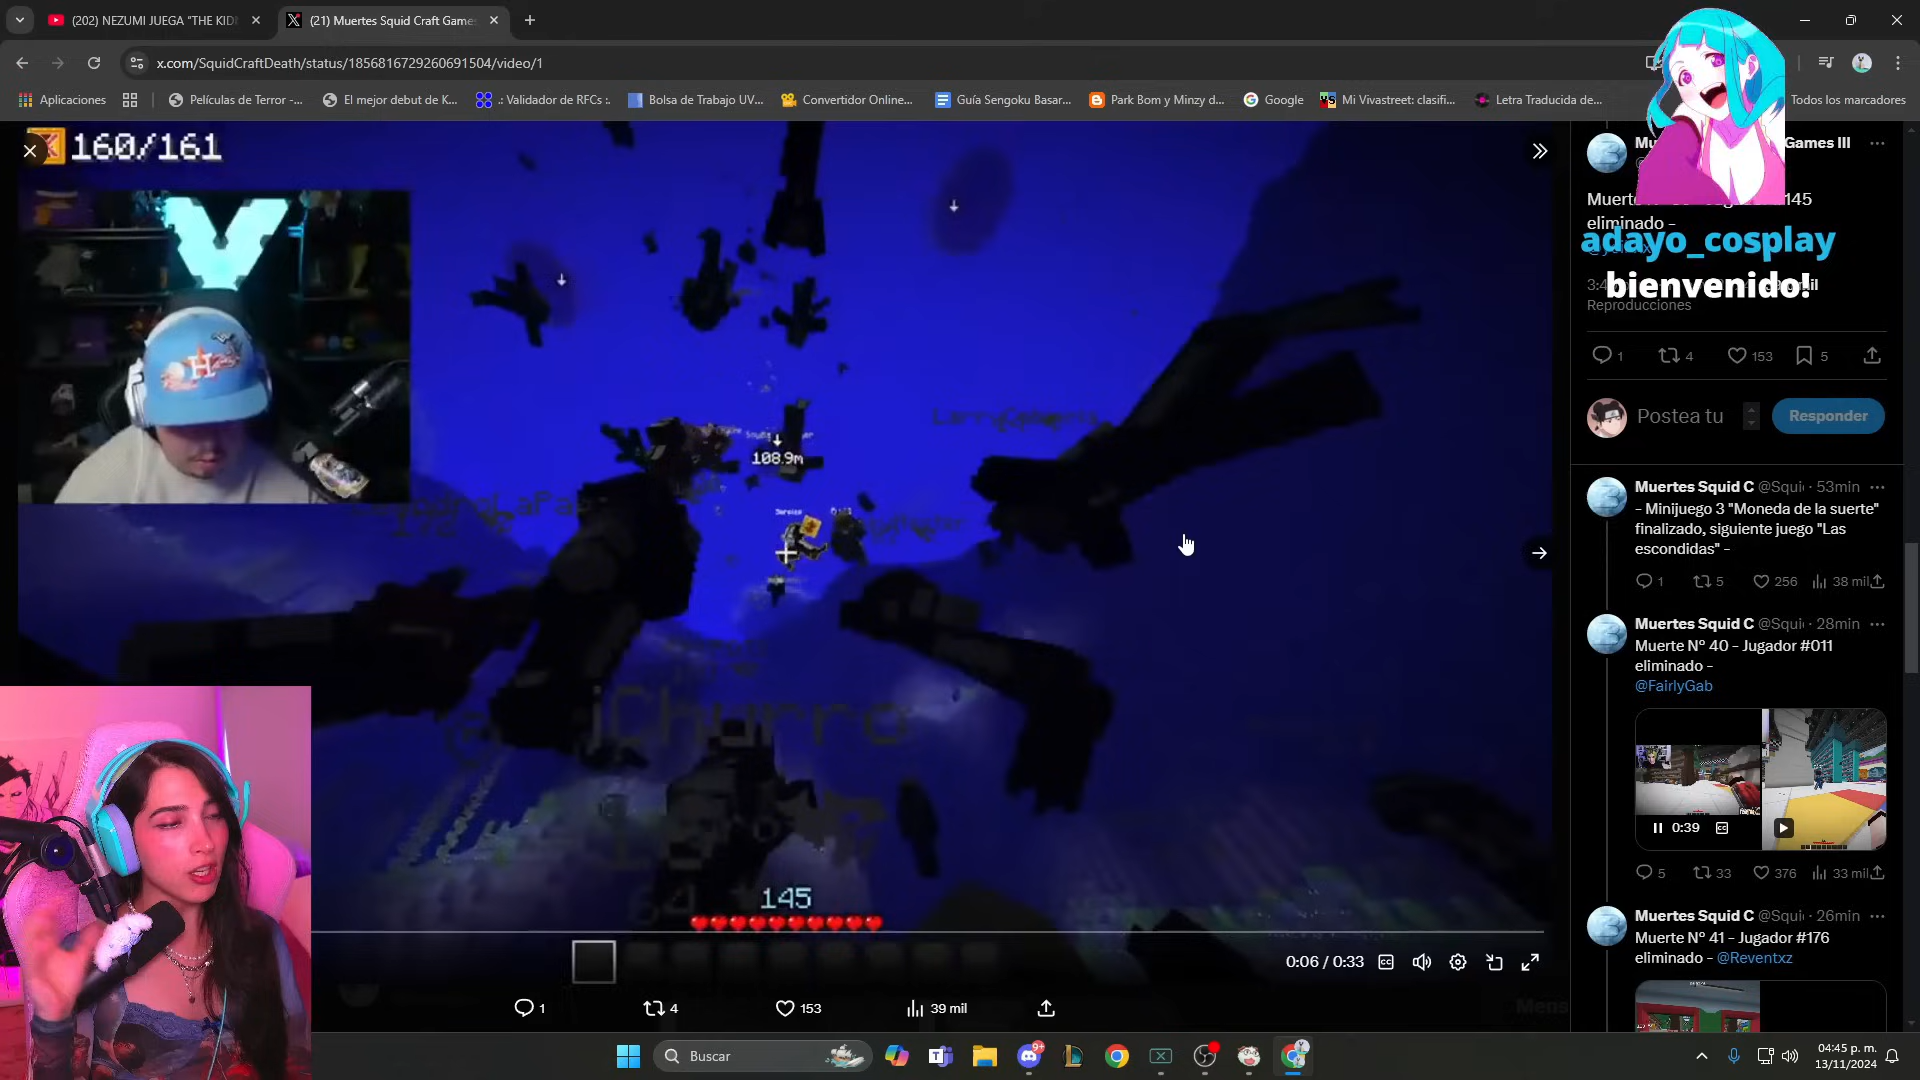 (202) NEZUMI JUEGA "THE KID
(21) Muertes Squid Craft Game
x.com/SquidCraftDeath/status/1856816729260691504/video/1
Aplicaciones
Películas de Terror -...
El mejor debut de K...
.: Validador de RFCs :.
Bolsa de Trabajo UV...
Convertidor Online...
Guía Sengoku Basar...
Park Bom y Minzy d...
Google
Mi Vivastreet: clasifi...
Letra Traducida de...
Todos los marcadores
160/161
108.9m
iChurro
145
0:06 / 0:33
1
4
153
39 mil
Games III
145
eliminado -
adayo_cosplay
bienvenido!
Reproducciones
1
4
153
5
Postea tu
Responder
Muertes Squid C @Squi · 53min
- Minijuego 3 "Moneda de la suerte"
finalizado, siguiente juego "Las
escondidas" -
1
5
256
38 mil
Muertes Squid C @Squi · 28min
Muerte Nº 40 - Jugador #011
eliminado -
@FairlyGab
0:39
5
33
376
33 mil
Muertes Squid C @Squi · 26min
Muerte Nº 41 - Jugador #176
eliminado - @Reventxz
Buscar
9+
04:45 p. m.
13/11/2024